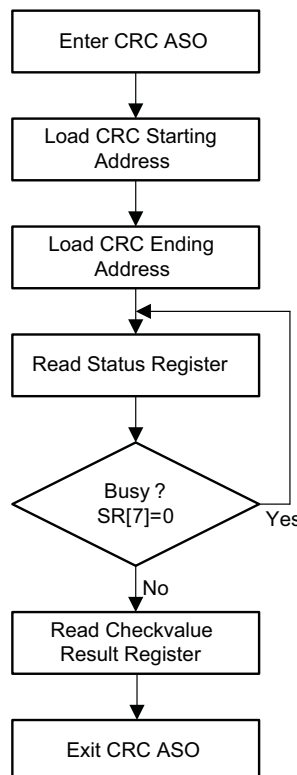 Enter CRC ASO
Load CRC Starting
Address
Load CRC Ending
Address
Read Status Register
Busy ?
SR[7]=0
Yes
No
Read Checkvalue
Result Register
Exit CRC ASO